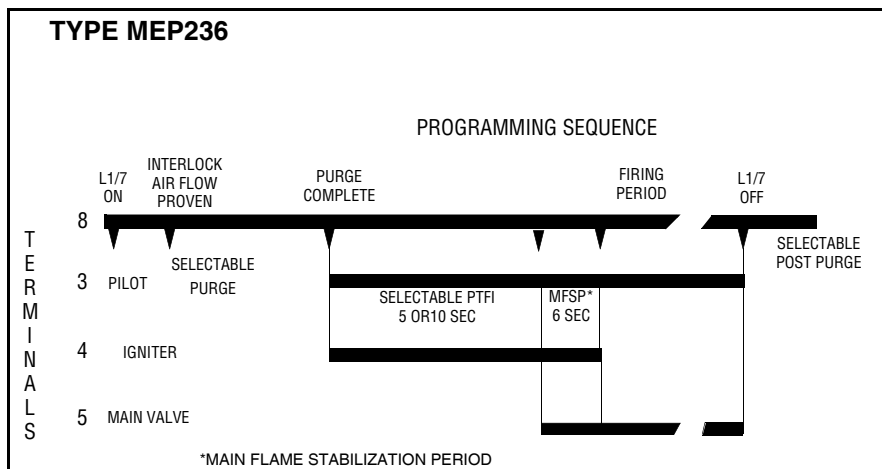 TYPE MEP236
PROGRAMMING SEQUENCE
L1/7
ON
INTERLOCK
AIR FLOW
PROVEN
PURGE
COMPLETE
FIRING
PERIOD
L1/7
OFF
TERMINALS
8
SELECTABLE
POST PURGE
3 PILOT
SELECTABLE
PURGE
SELECTABLE PTFI
5 OR10 SEC
MFSP*
6 SEC
4 IGNITER
5 MAIN VALVE
*MAIN FLAME STABILIZATION PERIOD